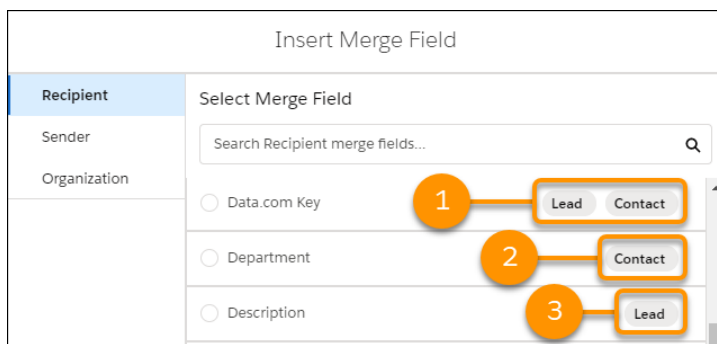 Insert Merge Field
Recipient
Sender
Organization
Select Merge Field
Search Recipient merge fields...
Data.com Key 1 Lead Contact
Department 2 Contact
Description 3 Lead